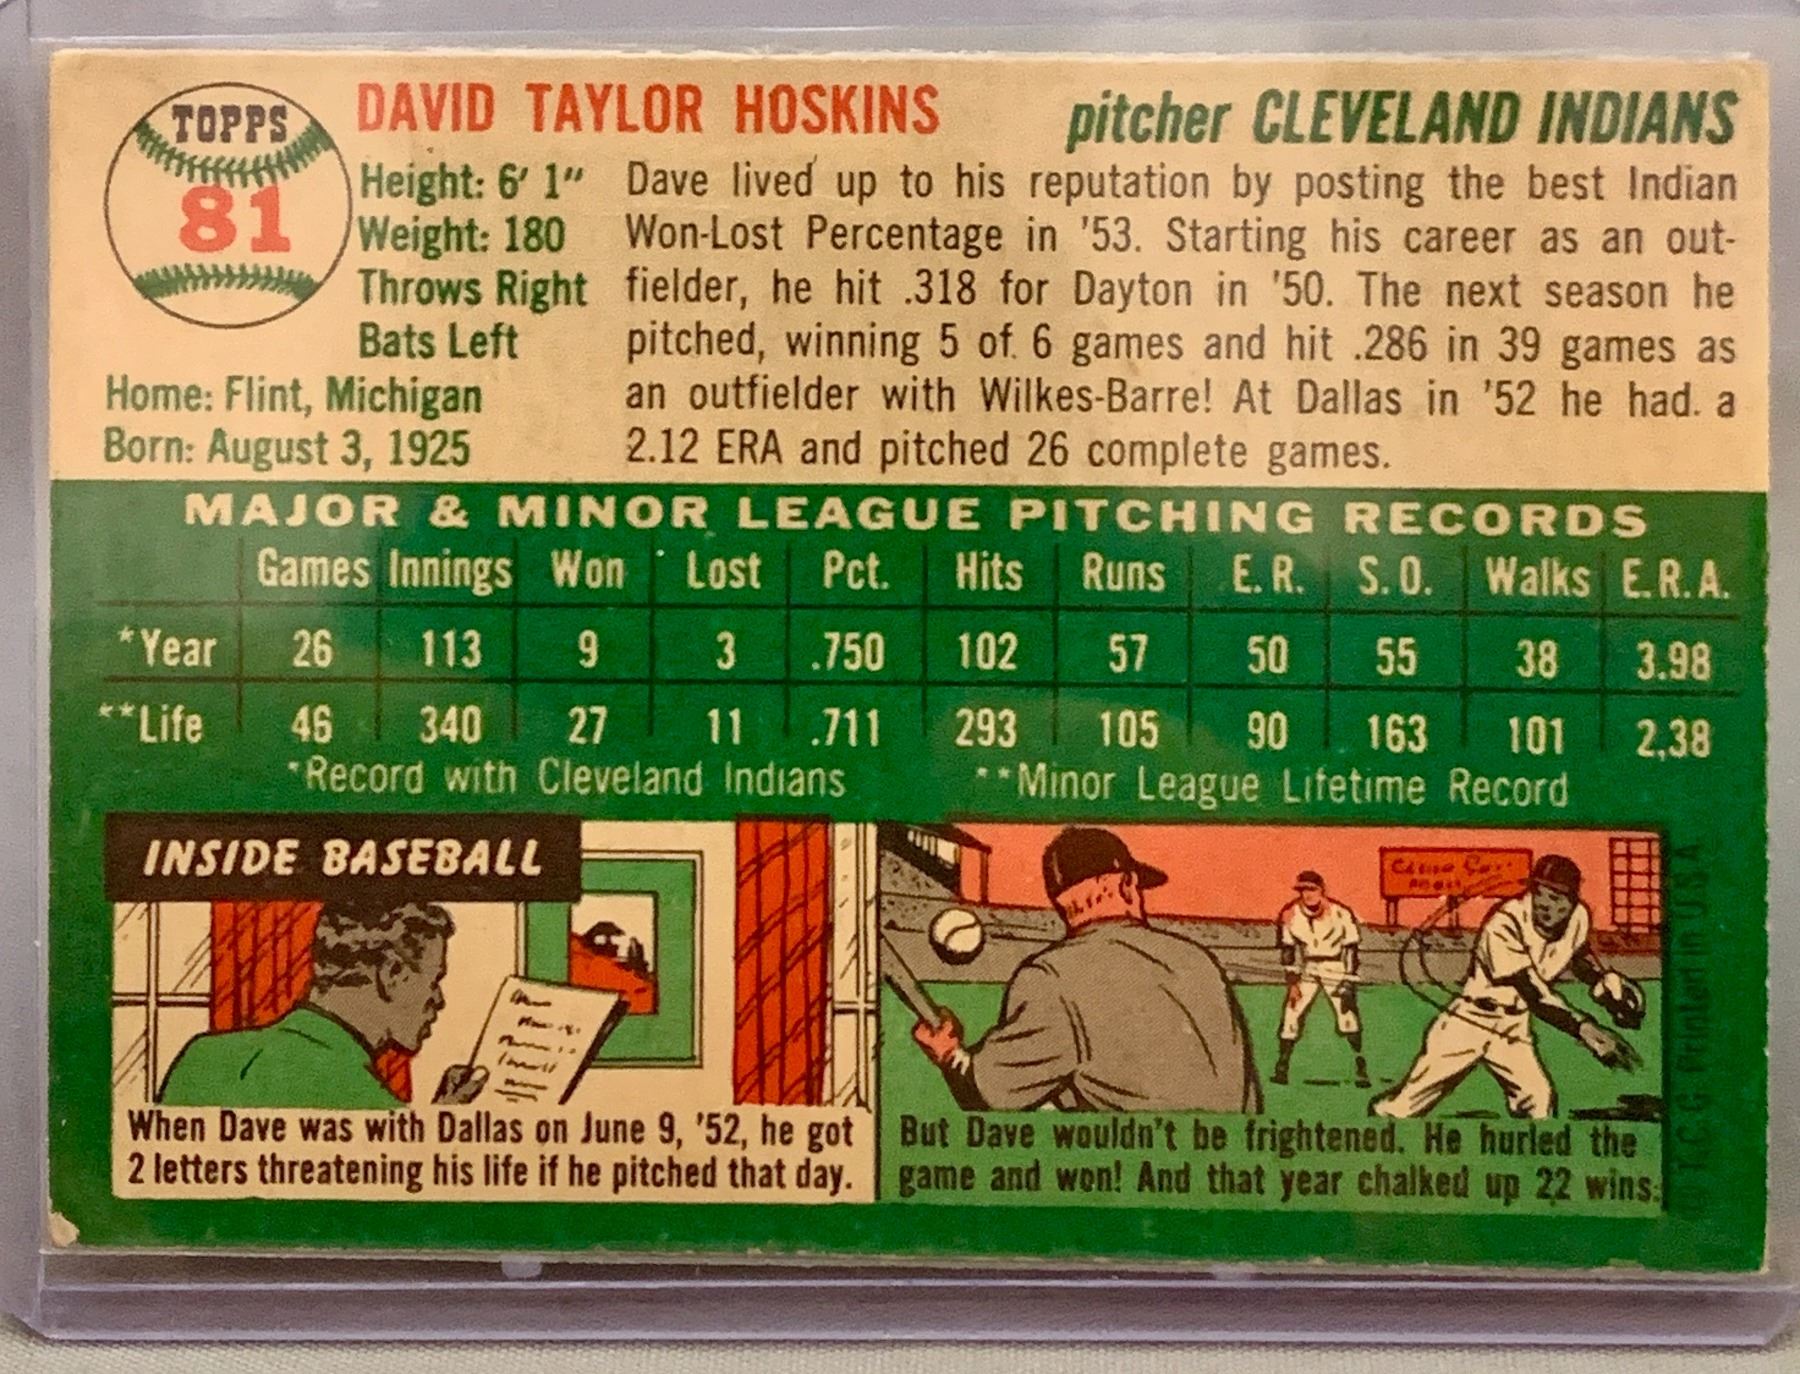 TOPPS
81
DAVID TAYLOR HOSKINS
pitcher CLEVELAND INDIANS
Height: 6' 1"
Weight: 180
Throws Right
Bats Left
Home: Flint, Michigan
Born: August 3, 1925
Dave lived up to his reputation by posting the best Indian
Won-Lost Percentage in '53. Starting his career as an out-
fielder, he hit .318 for Dayton in '50. The next season he
pitched, winning 5 of 6 games and hit .286 in 39 games as
an outfielder with Wilkes-Barre! At Dallas in '52 he had. a
2.12 ERA and pitched 26 complete games.
MAJOR & MINOR LEAGUE PITCHING RECORDS
Games Innings Won Lost Pct. Hits Runs E.R. S.O. Walks E.R.A.
*Year 26 113 9 3 .750 102 57 50 55 38 3.98
**Life 46 340 27 11 .711 293 105 90 163 101 2,38
*Record with Cleveland Indians **Minor League Lifetime Record
INSIDE BASEBALL
When Dave was with Dallas on June 9, '52, he got
2 letters threatening his life if he pitched that day.
But Dave wouldn't be frightened. He hurled the
game and won! And that year chalked up 22 wins.
© T.C.G. Printed in U.S.A.